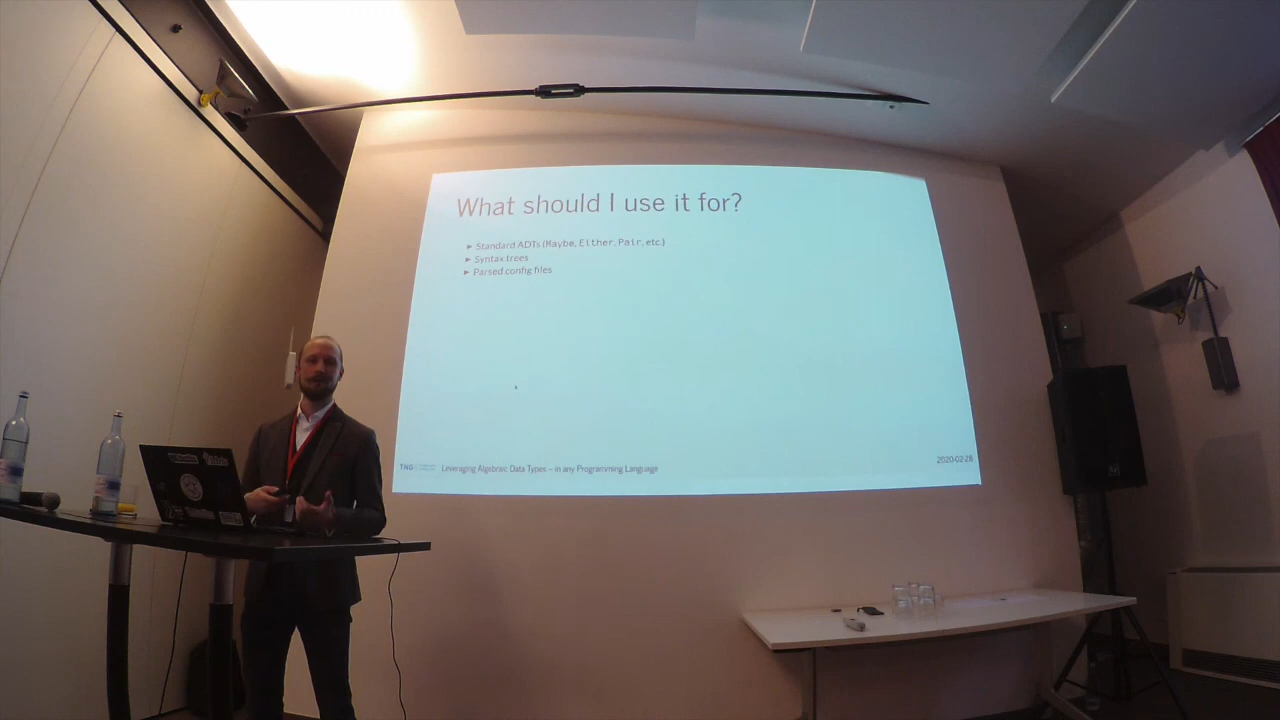 What should I use it for?
► Standard ADTs (Maybe, Either, Pair, etc.)
► Syntax trees
► Parsed config files
TNG Leveraging Algebraic Data Types – in any Programming Language
2020-02-28